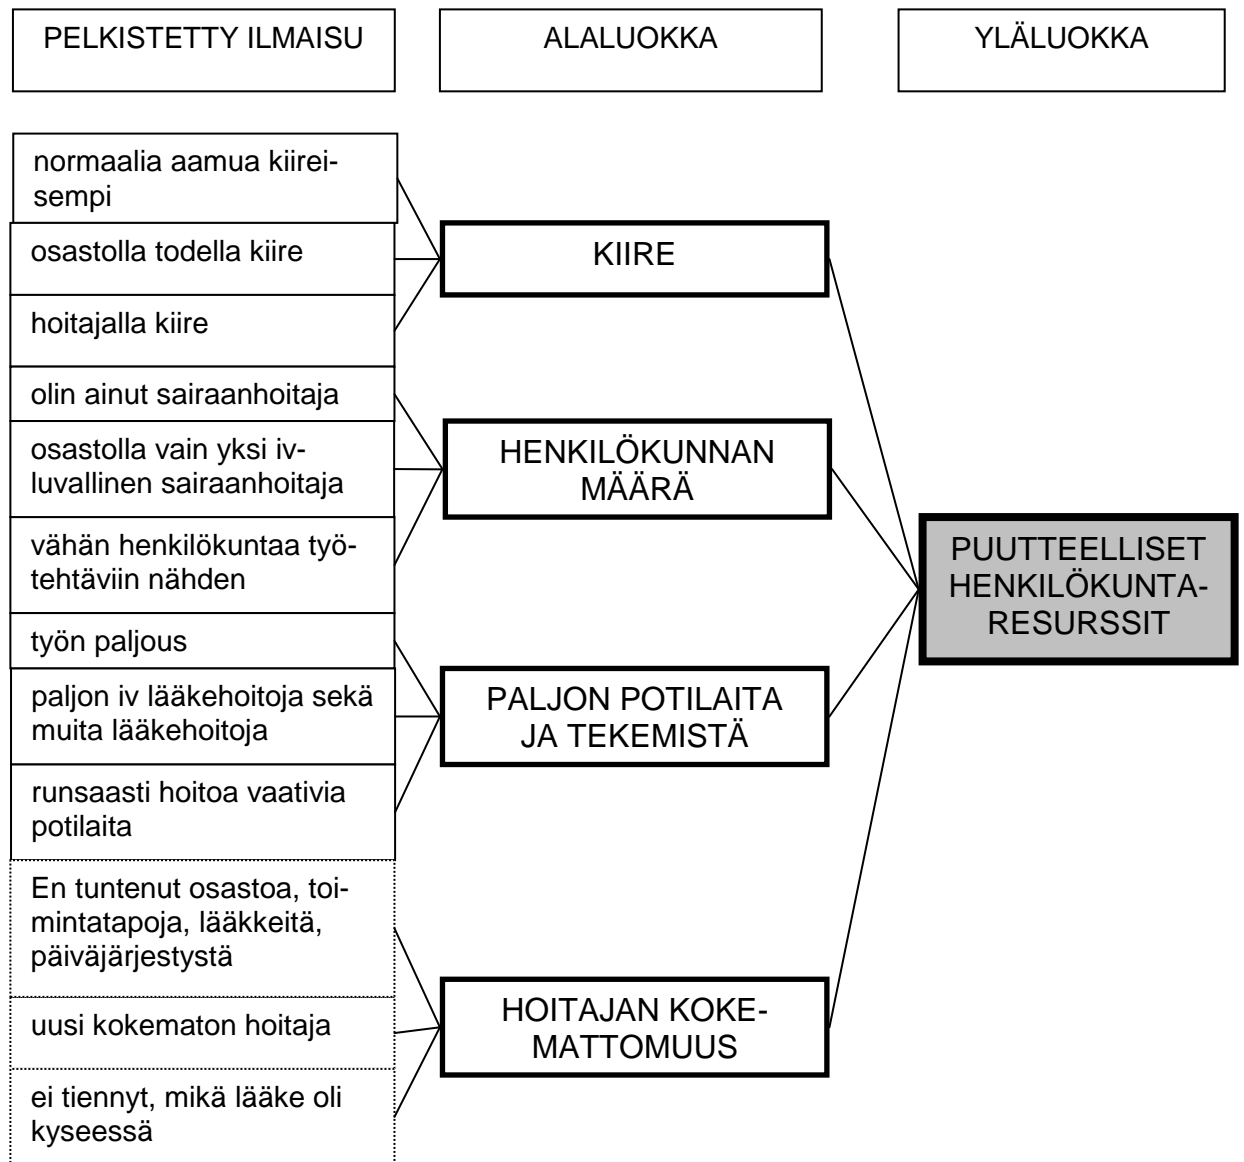 PELKISTETTY ILMAISU
ALALUOKKA
YLÄLUOKKA
normaalia aamua kiirei-
sempi
osastolla todella kiire
hoitajalla kiire
KIIRE
olin ainut sairaanhoitaja
osastolla vain yksi iv-
luvallinen sairaanhoitaja
vähän henkilökuntaa työ-
tehtäviin nähden
HENKILÖKUNNAN
MÄÄRÄ
työn paljous
paljon iv lääkehoitoja sekä
muita lääkehoitoja
runsaasti hoitoa vaativia
potilaita
PALJON POTILAITA
JA TEKEMISTÄ
En tuntenut osastoa, toi-
mintatapoja, lääkkeitä,
päiväjärjestystä
uusi kokematon hoitaja
ei tiennyt, mikä lääke oli
kyseessä
HOITAJAN KOKE-
MATTOMUUS
PUUTTEELLISET
HENKILÖKUNTA-
RESURSSIT